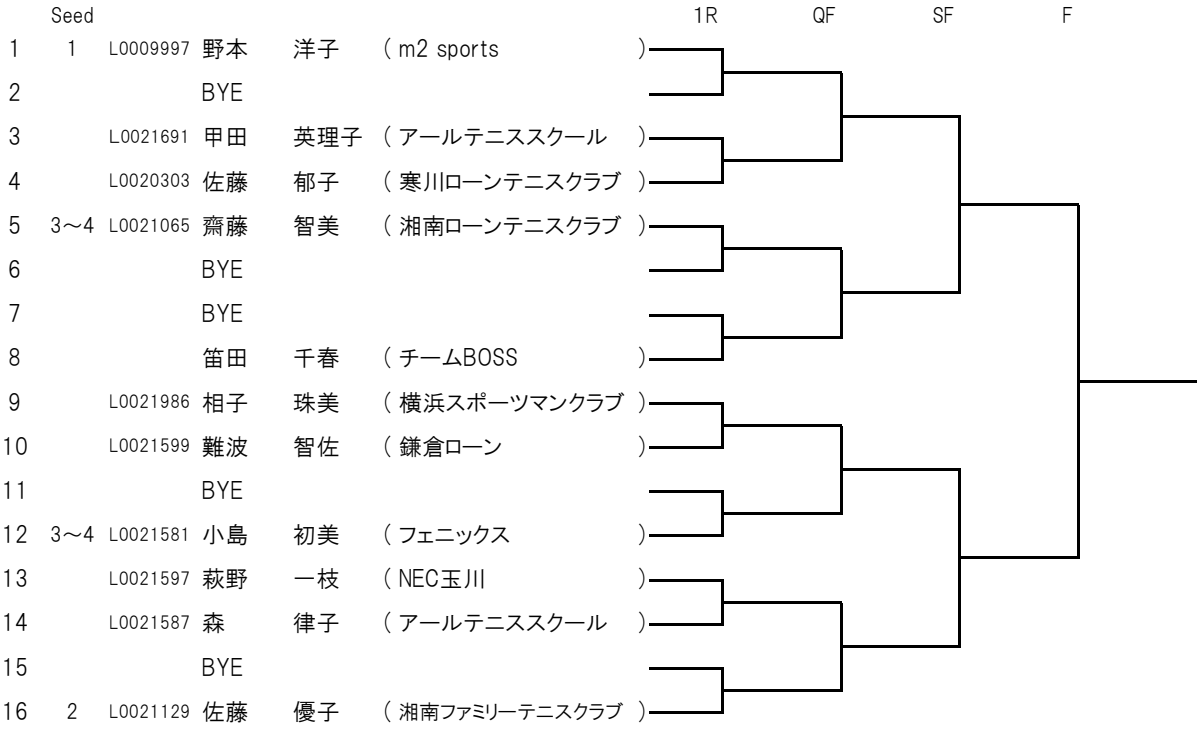 Seed 1R QF SF F
1 1 L0009997 野本 洋子 ( m2 sports )
2 BYE
3 L0021691 甲田 英理子 ( アールテニススクール )
4 L0020303 佐藤 郁子 ( 寒川ローンテニスクラブ )
5 3～4 L0021065 齋藤 智美 ( 湘南ローンテニスクラブ )
6 BYE
7 BYE
8 笛田 千春 ( チームBOSS )
9 L0021986 相子 珠美 ( 横浜スポーツマンクラブ )
10 L0021599 難波 智佐 ( 鎌倉ローン )
11 BYE
12 3～4 L0021581 小島 初美 ( フェニックス )
13 L0021597 萩野 一枝 ( NEC玉川 )
14 L0021587 森 律子 ( アールテニススクール )
15 BYE
16 2 L0021129 佐藤 優子 ( 湘南ファミリーテニスクラブ )